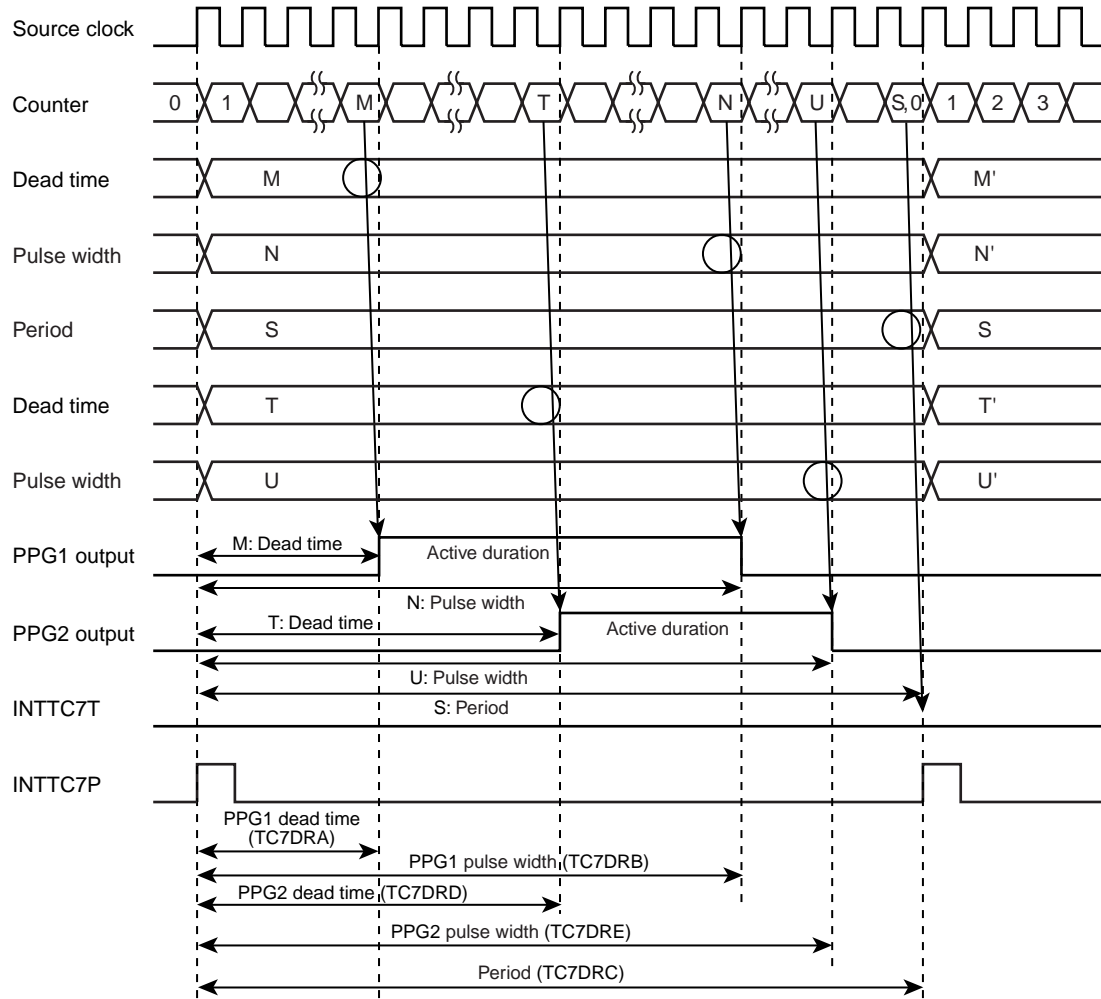 Source clock
Counter 0 1 M T N U S,0 1 2 3
Dead time M M'
Pulse width N N'
Period S S
Dead time T T'
Pulse width U U'
PPG1 output M: Dead time Active duration
N: Pulse width
PPG2 output T: Dead time Active duration
U: Pulse width
INTTC7T S: Period
INTTC7P
PPG1 dead time
(TC7DRA)
PPG1 pulse width (TC7DRB)
PPG2 dead time (TC7DRD)
PPG2 pulse width (TC7DRE)
Period (TC7DRC)